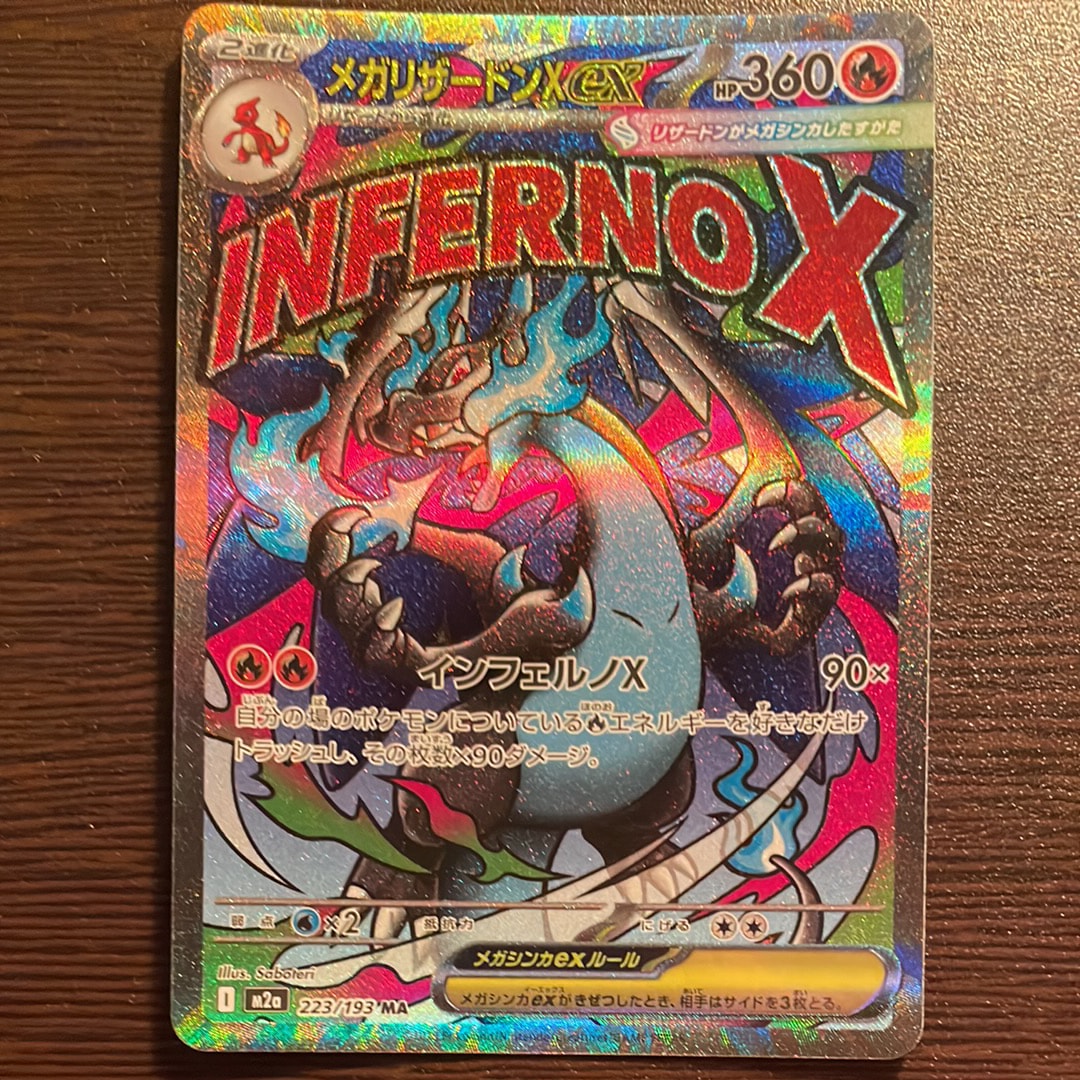 2進化
メガリザードンXex
HP360
リザードンがメガシンカしたすがた
INFERNO X
インフェルノX 90×
自分の場のポケモンについているエネルギーを好きなだけ
トラッシュし、その枚数×90ダメージ。
弱点 ×2 抵抗力 にげる
メガシンカexルール
メガシンカexがきぜつしたとき、相手はサイドを3枚とる。
Illus. Saboteri
I M2a 223/193 MA